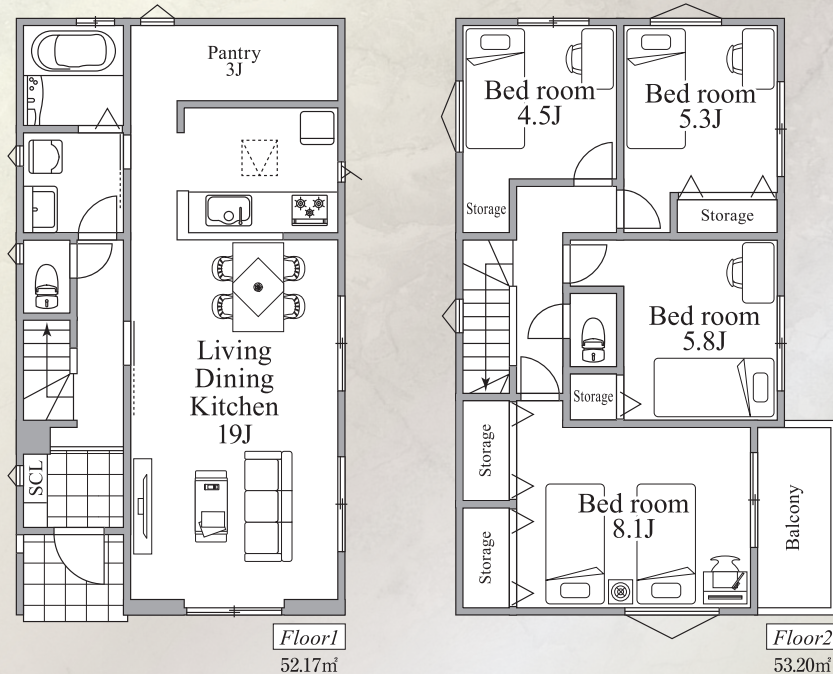 Pantry
3J
Living
Dining
Kitchen
19J
SCL
Floor1
52.17㎡
Bed room
4.5J
Storage
Bed room
5.3J
Storage
Bed room
5.8J
Storage
Storage
Storage
Bed room
8.1J
Balcony
Floor2
53.20㎡